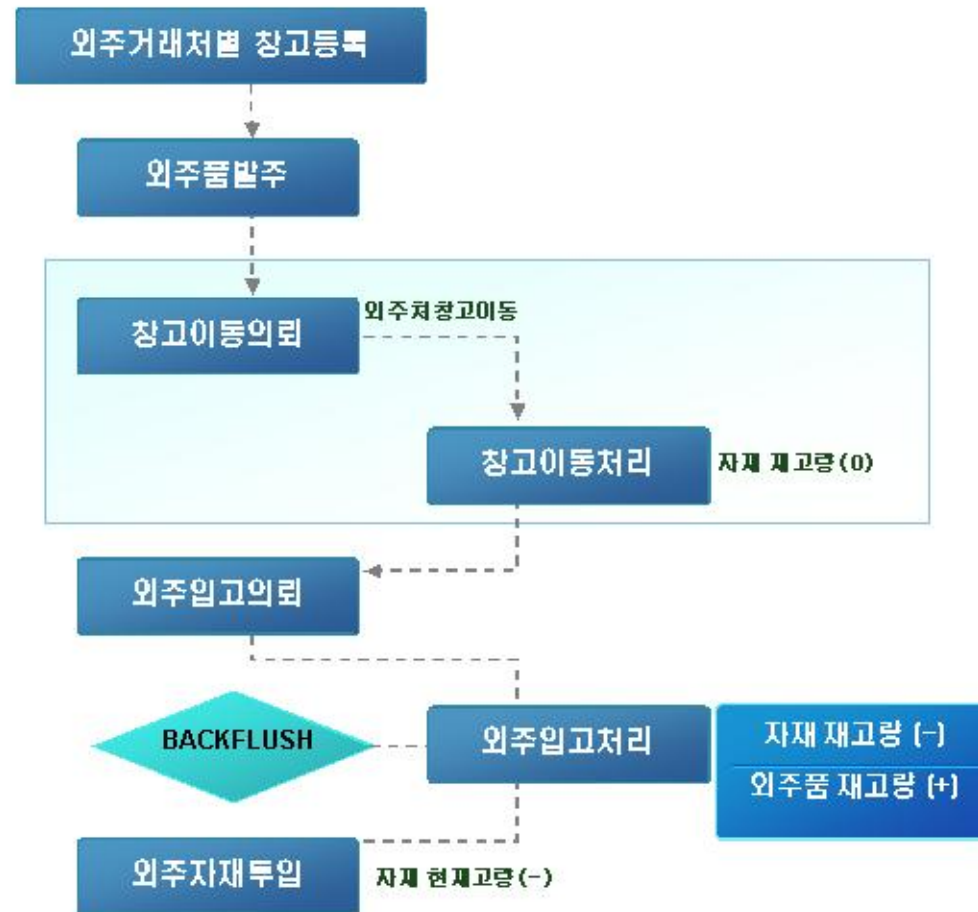 외주거래처별 창고등록
외주품발주
창고이동의뢰
외주처창고이동
창고이동처리
자재 재고량(0)
외주입고의뢰
BACKFLUSH
외주입고처리
자재 재고량 (-)
외주품 재고량 (+)
외주자재투입
자재 현재고량(-)